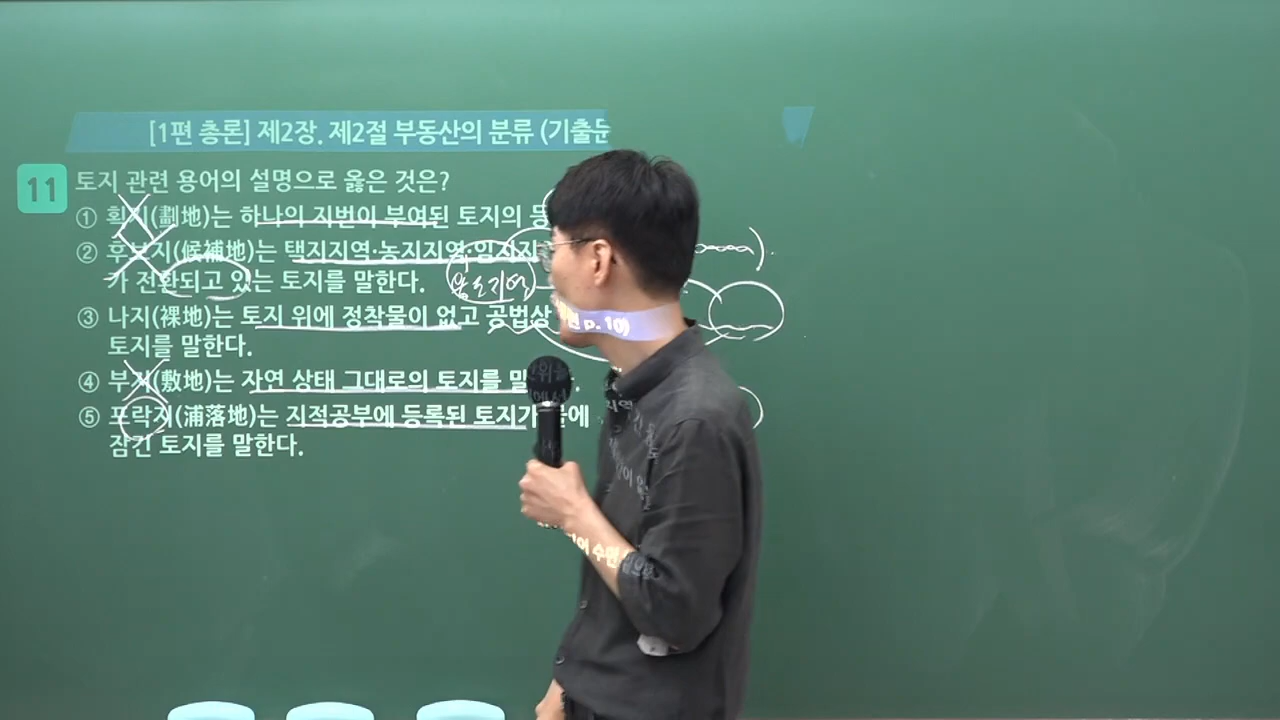 [1편 총론] 제2장. 제2절 부동산의 분류 (기출문
11 토지 관련 용어의 설명으로 옳은 것은?
① 획지(劃地)는 하나의 지번이 부여된 토지의 등
② 후보지(候補地)는 택지지역·농지지역·임지지
가 전환되고 있는 토지를 말한다. 용도지역
③ 나지(裸地)는 토지 위에 정착물이 없고 공법상
토지를 말한다.
④ 부지(敷地)는 자연 상태 그대로의 토지를 말
⑤ 포락지(浦落地)는 지적공부에 등록된 토지가 물에
잠긴 토지를 말한다.
p. 10)